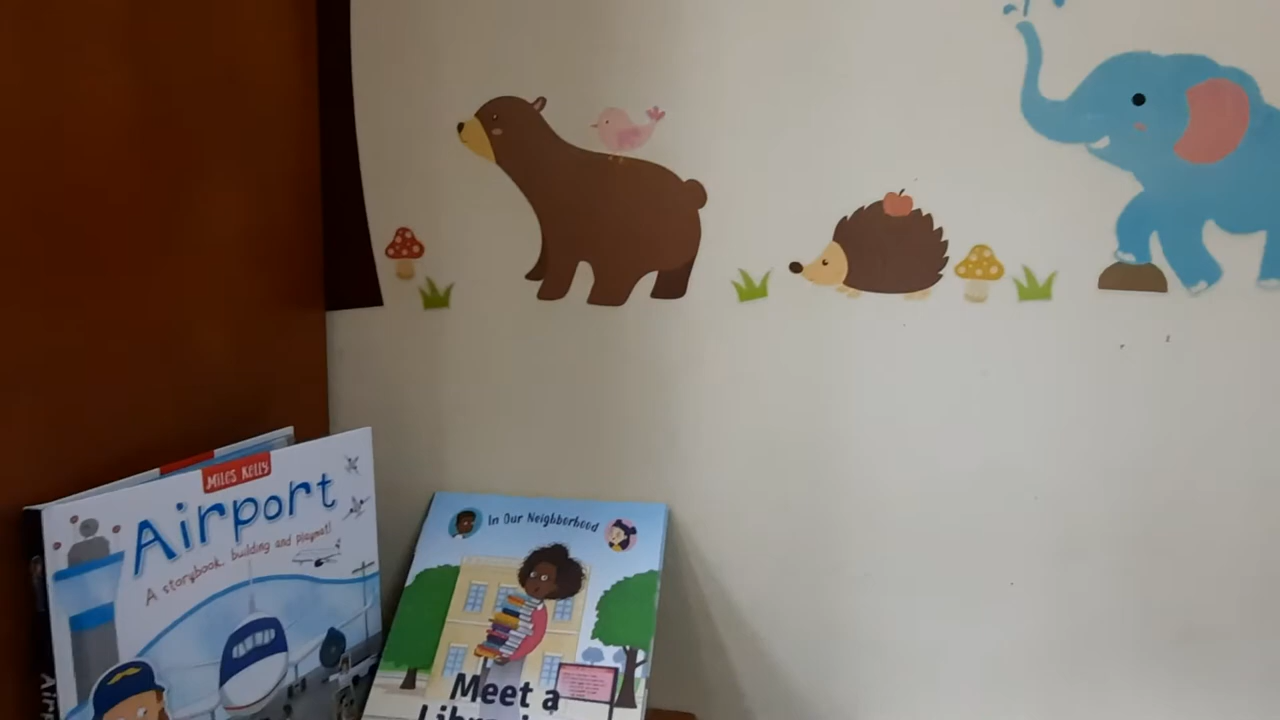 Miles Kelly
Airport
A storybook, building and playmat!
In Our Neighborhood
Meet a